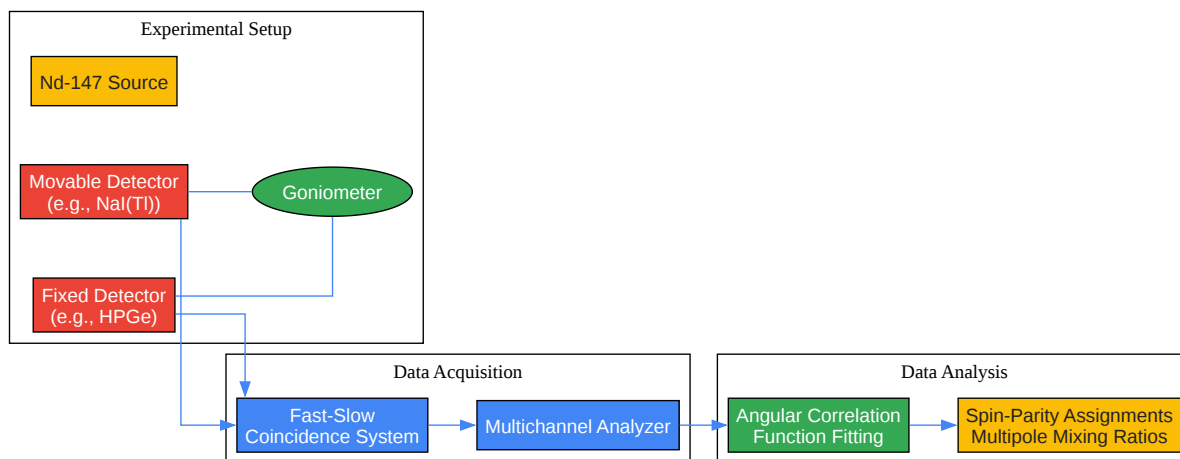 Experimental Setup
Nd-147 Source
Movable Detector
(e.g., NaI(Tl))
Goniometer
Fixed Detector
(e.g., HPGe)
Data Acquisition
Fast-Slow
Coincidence System
Multichannel Analyzer
Data Analysis
Angular Correlation
Function Fitting
Spin-Parity Assignments
Multipole Mixing Ratios